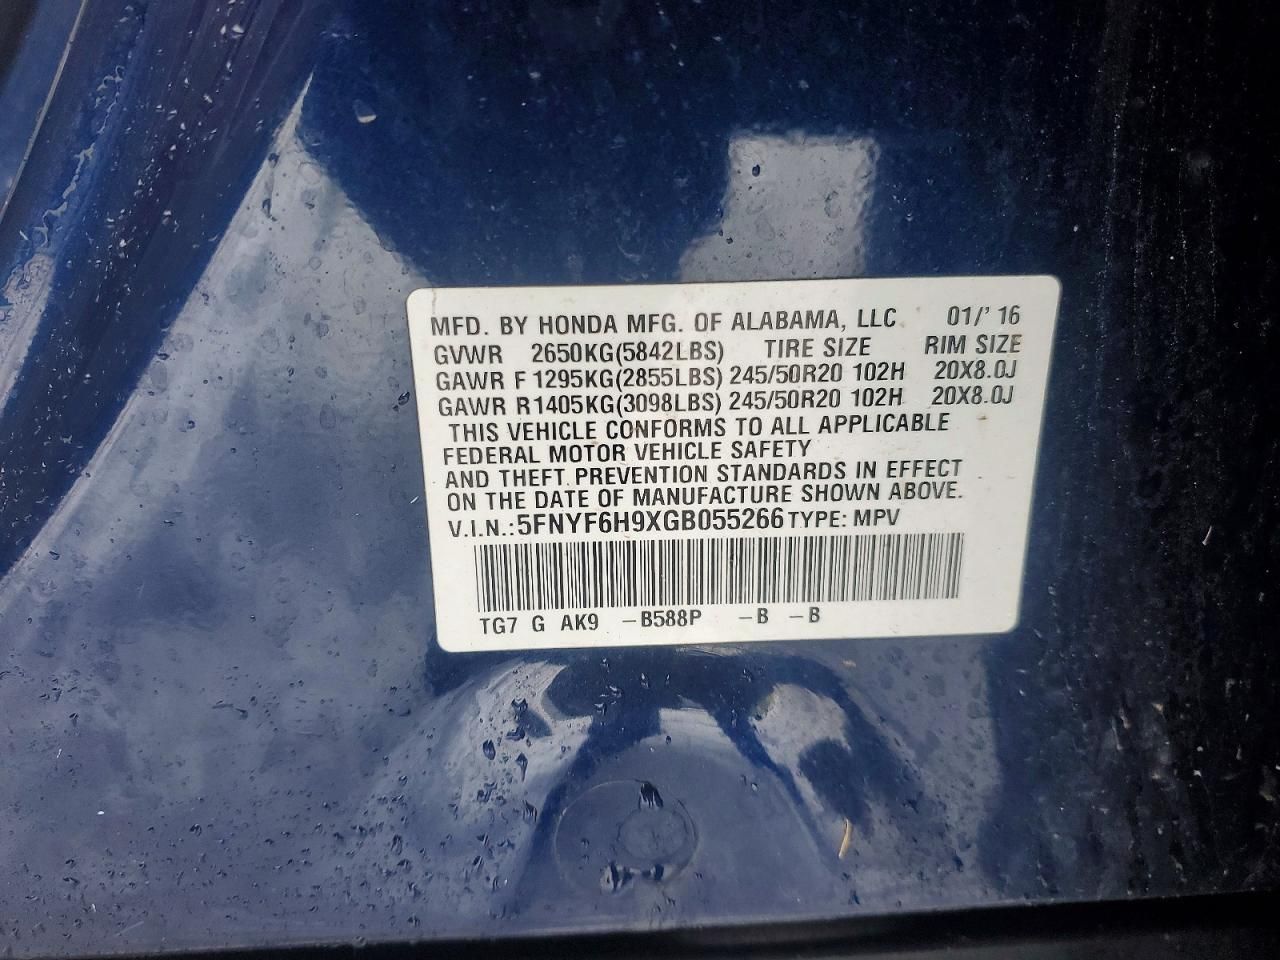 MFD. BY HONDA MFG. OF ALABAMA, LLC 01/'16
GVWR 2650KG(5842LBS) TIRE SIZE RIM SIZE
GAWR F 1295KG(2855LBS) 245/50R20 102H 20X8.0J
GAWR R1405KG(3098LBS) 245/50R20 102H 20X8.0J
THIS VEHICLE CONFORMS TO ALL APPLICABLE
FEDERAL MOTOR VEHICLE SAFETY
AND THEFT PREVENTION STANDARDS IN EFFECT
ON THE DATE OF MANUFACTURE SHOWN ABOVE.
V.I.N.:5FNYF6H9XGB055266 TYPE: MPV
TG7 G AK9 -B588P -B -B